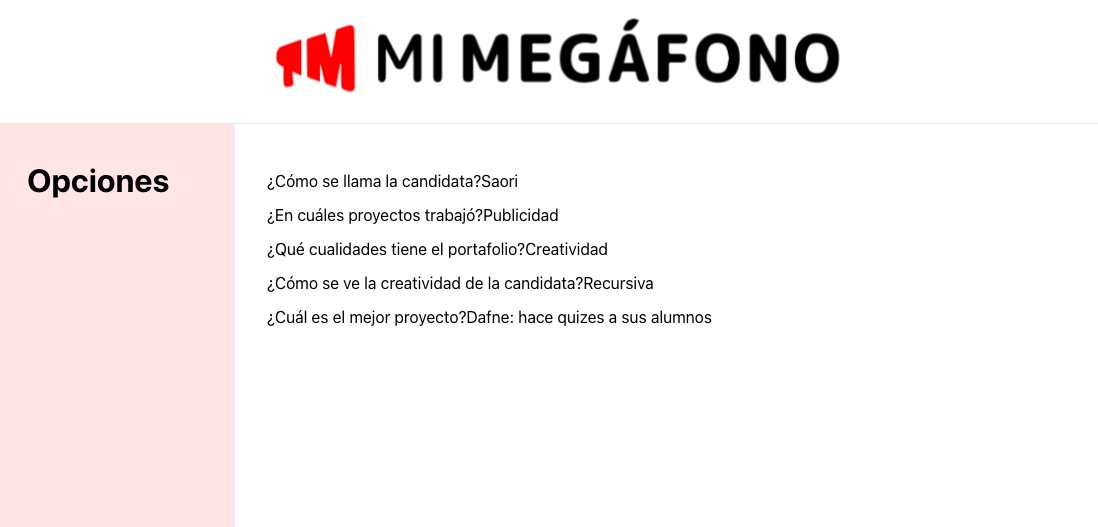 MI MEGÁFONO
Opciones
¿Cómo se llama la candidata?Saori
¿En cuáles proyectos trabajó?Publicidad
¿Qué cualidades tiene el portafolio?Creatividad
¿Cómo se ve la creatividad de la candidata?Recursiva
¿Cuál es el mejor proyecto?Dafne: hace quizes a sus alumnos